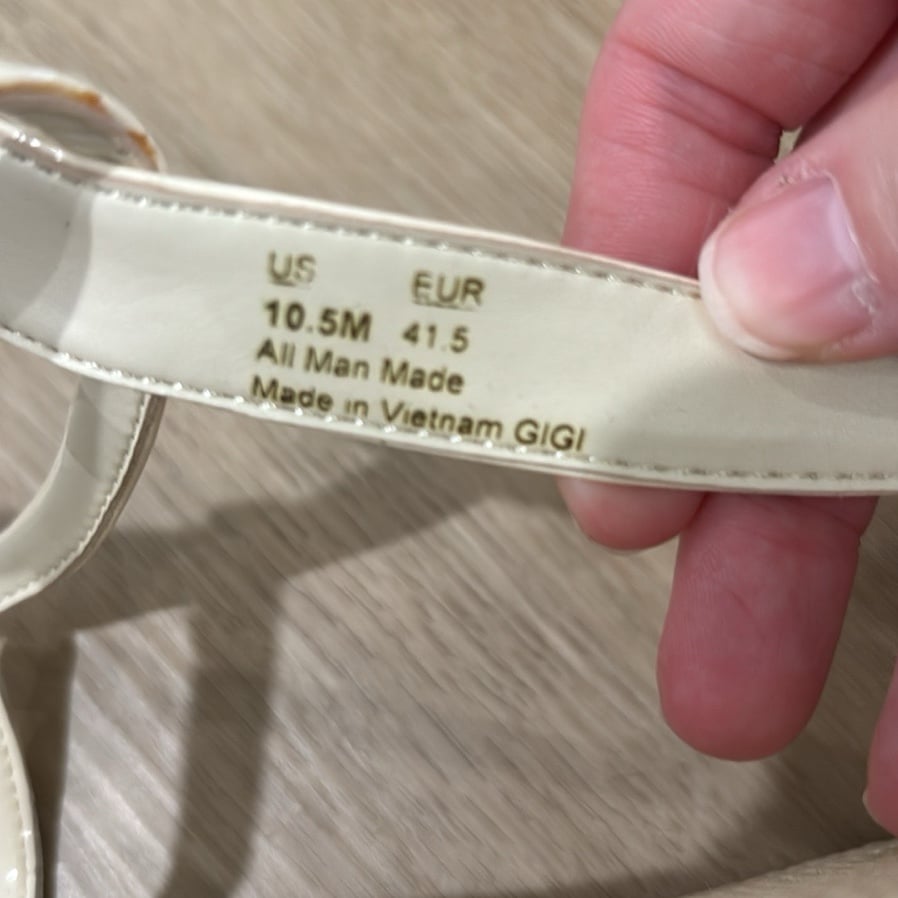 US EUR
10.5M 41.5
All Man Made
Made in Vietnam GIGI